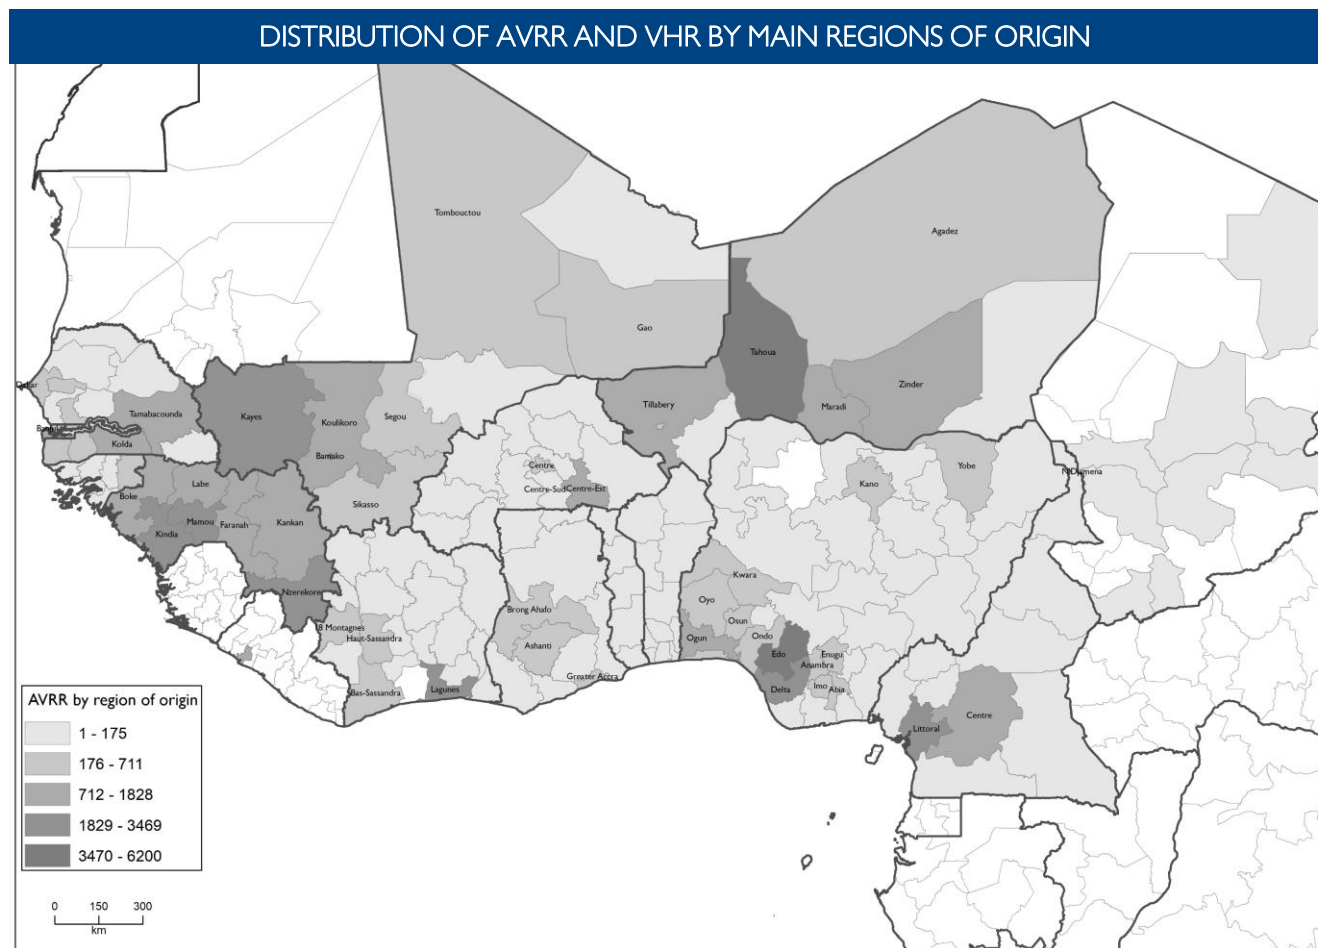 DISTRIBUTION OF AVRR AND VHR BY MAIN REGIONS OF ORIGIN
Tombouctou
Agadez
Gao
Tahoua
Zinder
Maradi
Tillabery
Tamabacounda
Kolda
Kayes
Koulikoro
Segou
Bamako
Sikasso
Centre
Centre-Sud
Centre-Est
Kano
Yobe
N'Djamena
Boke
Labe
Mamou
Faranah
Kankan
Kindia
Nzerekore
18 Montagnes
Haut-Sassandra
Bas-Sassandra
Lagunes
Brong Ahafo
Ashanti
Greater Accra
Kwara
Oyo
Osun
Ogun
Ondo
Edo
Enugu
Anambra
Delta
Imo
Abia
Littoral
Centre
AVRR by region of origin
1 - 175
176 - 711
712 - 1828
1829 - 3469
3470 - 6200
0 150 300
km